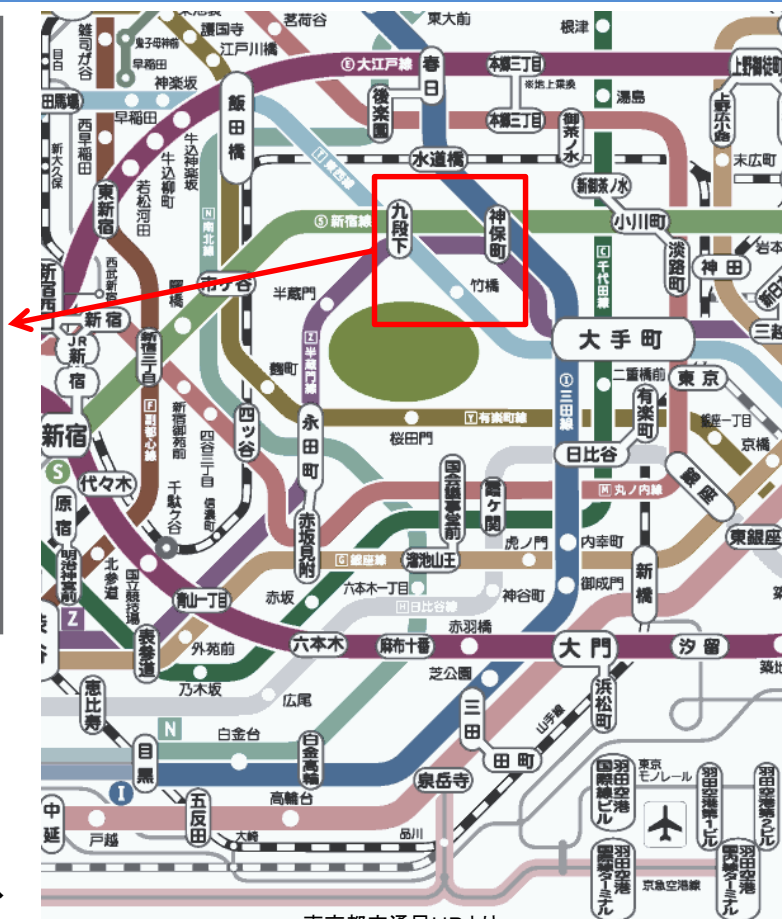 雑司が谷
護国寺
茗荷谷
東大前
根津
鬼子母神前
江戸川橋
目白
早稲田
神楽坂
E 大江戸線
春日
本郷三丁目
上野御徒町
※地上乗換
田馬場
早稲田
飯田橋
後楽園
本郷三丁目
御茶ノ水
湯島
上野広小路
西早稲田
新大久保
牛込神楽坂
牛込柳町
若松河田
T 東西線
水道橋
末広町
東新宿
新御茶ノ水
N 南北線
S 新宿線
九段下
神保町
小川町
淡路町
岩本
C 千代田線
神田
新宿西
西武新宿
曙橋
市ケ谷
半蔵門
竹橋
新宿
JR新宿
新宿三丁目
Z 半蔵門線
大手町
三越
麴町
二重橋前
東京
I 三田線
新宿
新宿御苑前
四谷三丁目
四ツ谷
永田町
Y 有楽町線
桜田門
有楽町
銀座一丁目
京橋
F 副都心線
日比谷
S
代々木
千駄ケ谷
信濃町
国会議事堂前
霞ケ関
M 丸ノ内線
銀座
原宿
明治神宮前
赤坂見附
虎ノ門
内幸町
東銀座
北参道
国立競技場
G 銀座線
溜池山王
新橋
青山一丁目
赤坂
六本木一丁目
H 日比谷線
神谷町
御成門
Z
谷
表参道
外苑前
六本木
麻布十番
赤羽橋
大門
汐留
築地
乃木坂
芝公園
浜松町
恵比寿
広尾
N
白金台
白金高輪
三田
田町
山手線
目黒
泉岳寺
東京モノレール
羽田空港国際線ビル
羽田空港第1ビル
羽田空港第2ビル
I
中延
戸越
五反田
高輪台
大崎
品川
羽田空港国際線ターミナル
京急空港線
羽田空港国内線ターミナル